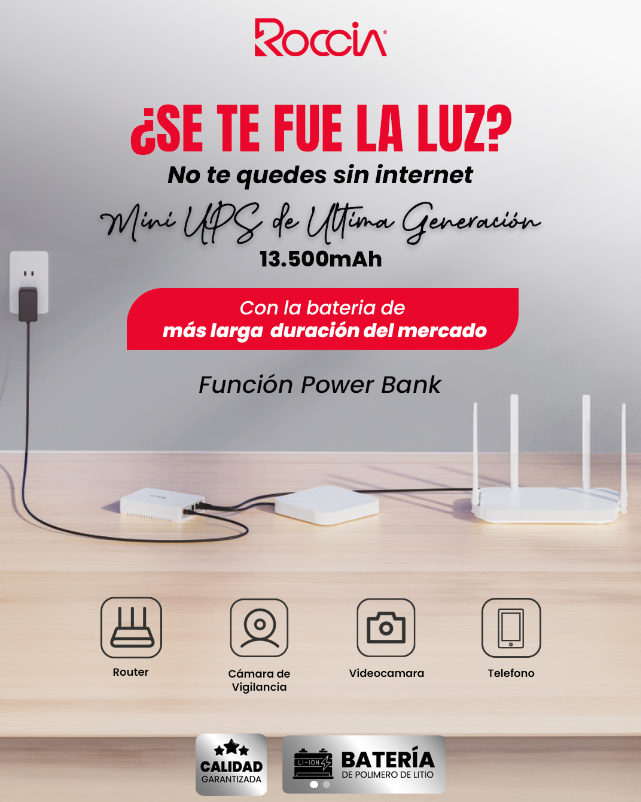 Roccia
¿SE TE FUE LA LUZ?
No te quedes sin internet
Mini UPS de Ultima Generación
13.500mAh
Con la bateria de
más larga duración del mercado
Función Power Bank
Router
Cámara de
Vigilancia
Videocamara
Telefono
CALIDAD
GARANTIZADA
LI-ION
BATERÍA
DE POLIMERO DE LITIO